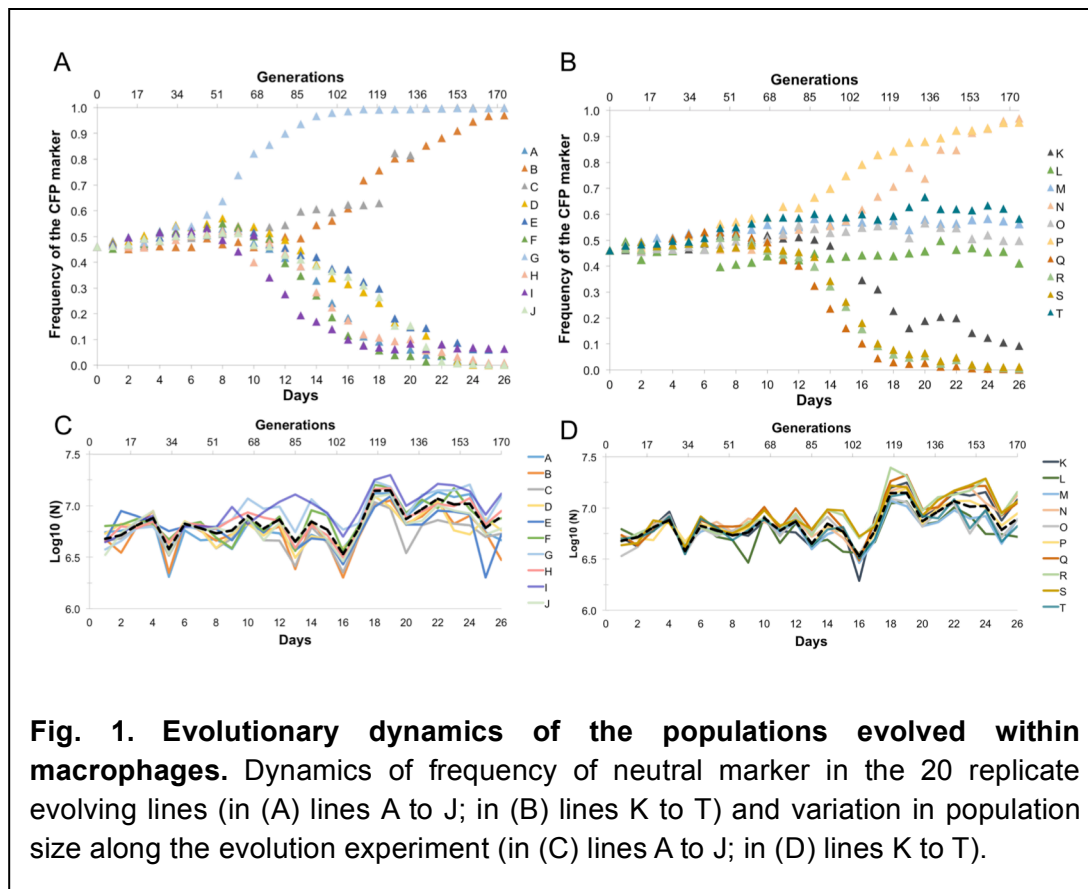 A
Generations
0 17 34 51 68 85 102 119 136 153 170
Frequency of the CFP marker
1.0
0.9
0.8
0.7
0.6
0.5
0.4
0.3
0.2
0.1
0.0
0 2 4 6 8 10 12 14 16 18 20 22 24 26
Days
A
B
C
D
E
F
G
H
I
J
B
Generations
0 17 34 51 68 85 102 119 136 153 170
Frequency of the CFP marker
1.0
0.9
0.8
0.7
0.6
0.5
0.4
0.3
0.2
0.1
0.0
0 2 4 6 8 10 12 14 16 18 20 22 24 26
Days
K
L
M
N
O
P
Q
R
S
T
C
Generations
0 17 34 51 68 85 102 119 136 153 170
Log10 (N)
7.5
7.0
6.5
6.0
0 2 4 6 8 10 12 14 16 18 20 22 24 26
Days
A
B
C
D
E
F
G
H
I
J
D
Generations
0 17 34 51 68 85 102 119 136 153 170
Log10 (N)
7.5
7.0
6.5
6.0
0 2 4 6 8 10 12 14 16 18 20 22 24 26
Days
K
L
M
N
O
P
Q
R
S
T
Fig. 1. Evolutionary dynamics of the populations evolved within
macrophages. Dynamics of frequency of neutral marker in the 20 replicate
evolving lines (in (A) lines A to J; in (B) lines K to T) and variation in population
size along the evolution experiment (in (C) lines A to J; in (D) lines K to T).